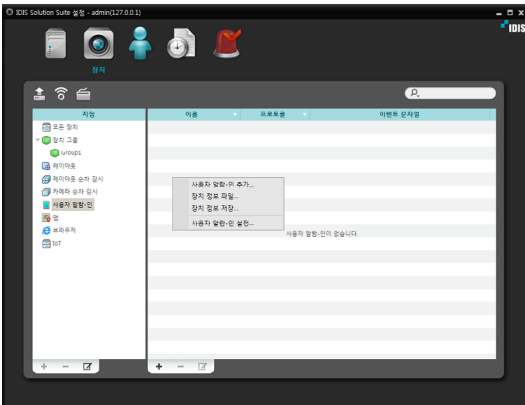 IDIS Solution Suite 설정 - admin(127.0.0.1)
IDIS
장치
지점
이름
프로토콜
이벤트 문자열
모든 장치
장치 그룹
Group1
레이아웃
레이아웃 순차 감시
카메라 순차 감시
사용자 알람-인
맵
브라우저
IoT
사용자 알람-인 추가...
장치 정보 파일...
장치 정보 저장...
사용자 알람-인 설정...
사용자 알람-인이 없습니다.